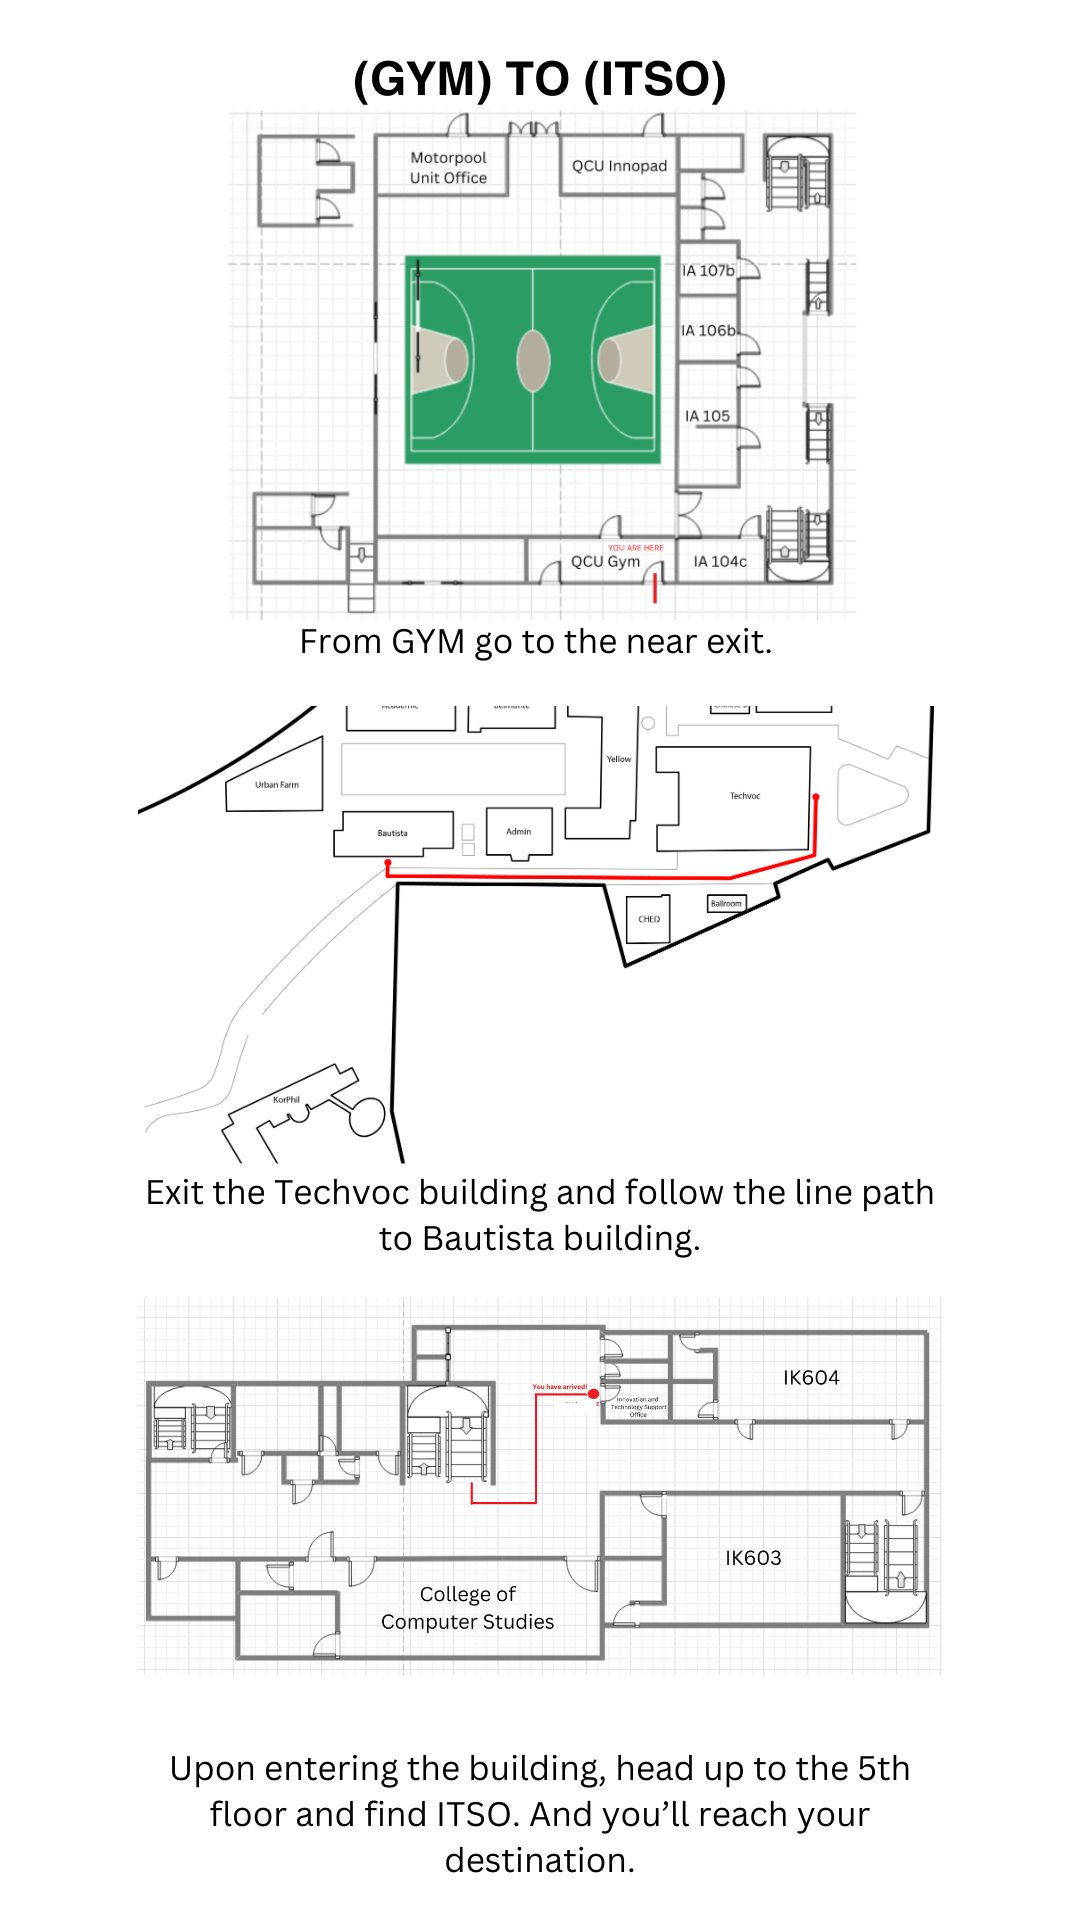 (GYM) TO (ITSO)
Motorpool
Unit Office
QCU Innopad
IA 107b
IA 106b
IA 105
YOU ARE HERE
QCU Gym
IA 104c
From GYM go to the near exit.
Academic
Belmonte
Yellow
Urban Farm
Techvoc
Bautista
Admin
CHED
Ballroom
KorPhil
Exit the Techvoc building and follow the line path
to Bautista building.
IK604
You have arrived!
Innovation and
Technology Support
Office
IK603
College of
Computer Studies
Upon entering the building, head up to the 5th
floor and find ITSO. And you’ll reach your
destination.